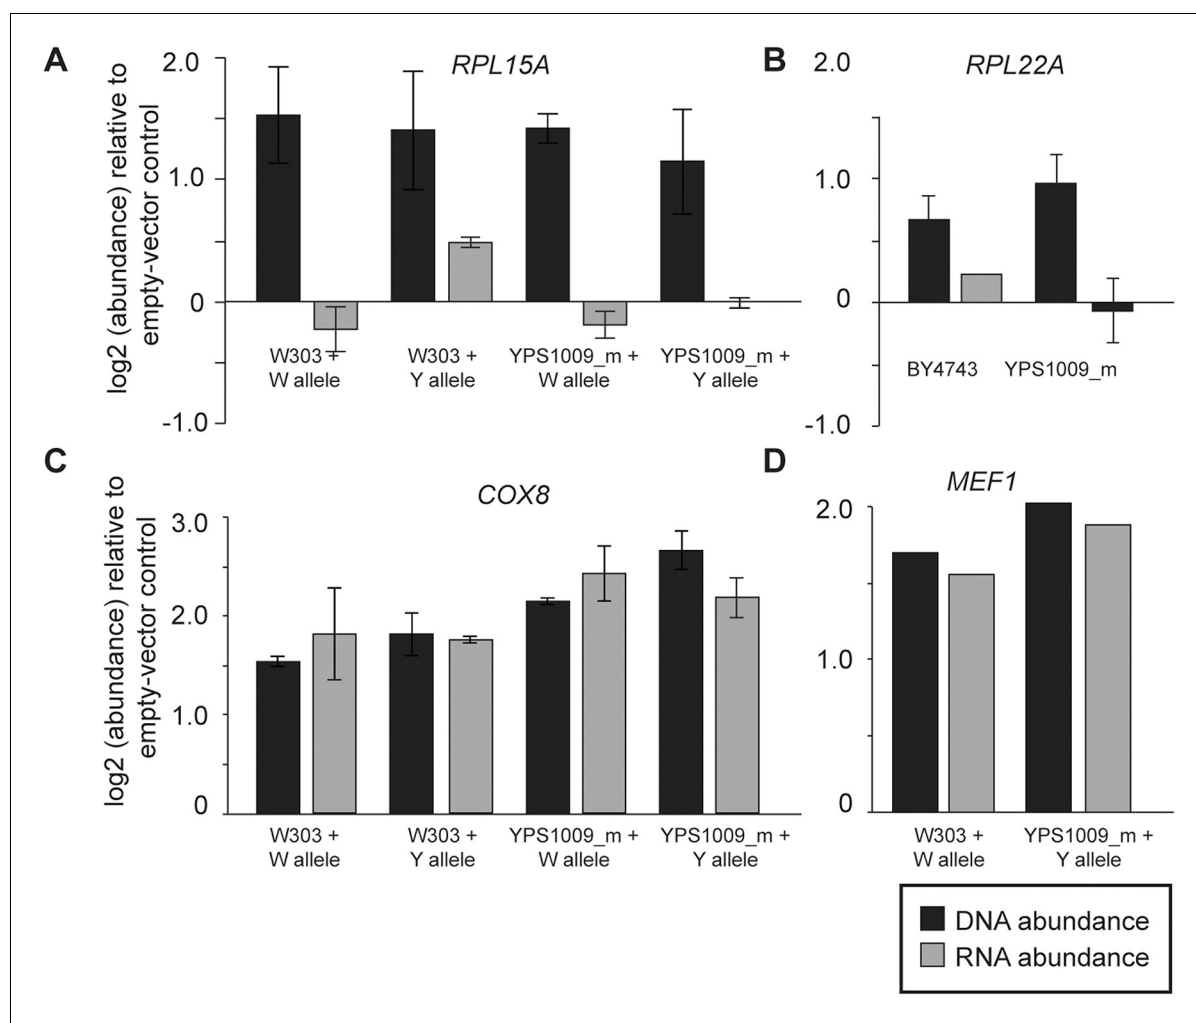 A
RPL15A
log2 (abundance) relative to
empty-vector control
2.0
1.0
0
-1.0
W303 +
W allele
W303 +
Y allele
YPS1009_m +
W allele
YPS1009_m +
Y allele
B
RPL22A
2.0
1.0
0
-1.0
BY4743
YPS1009_m
C
COX8
log2 (abundance) relative to
empty-vector control
3.0
2.0
1.0
0
W303 +
W allele
W303 +
Y allele
YPS1009_m +
W allele
YPS1009_m +
Y allele
D
MEF1
2.0
1.0
0
W303 +
W allele
YPS1009_m +
Y allele
DNA abundance
RNA abundance